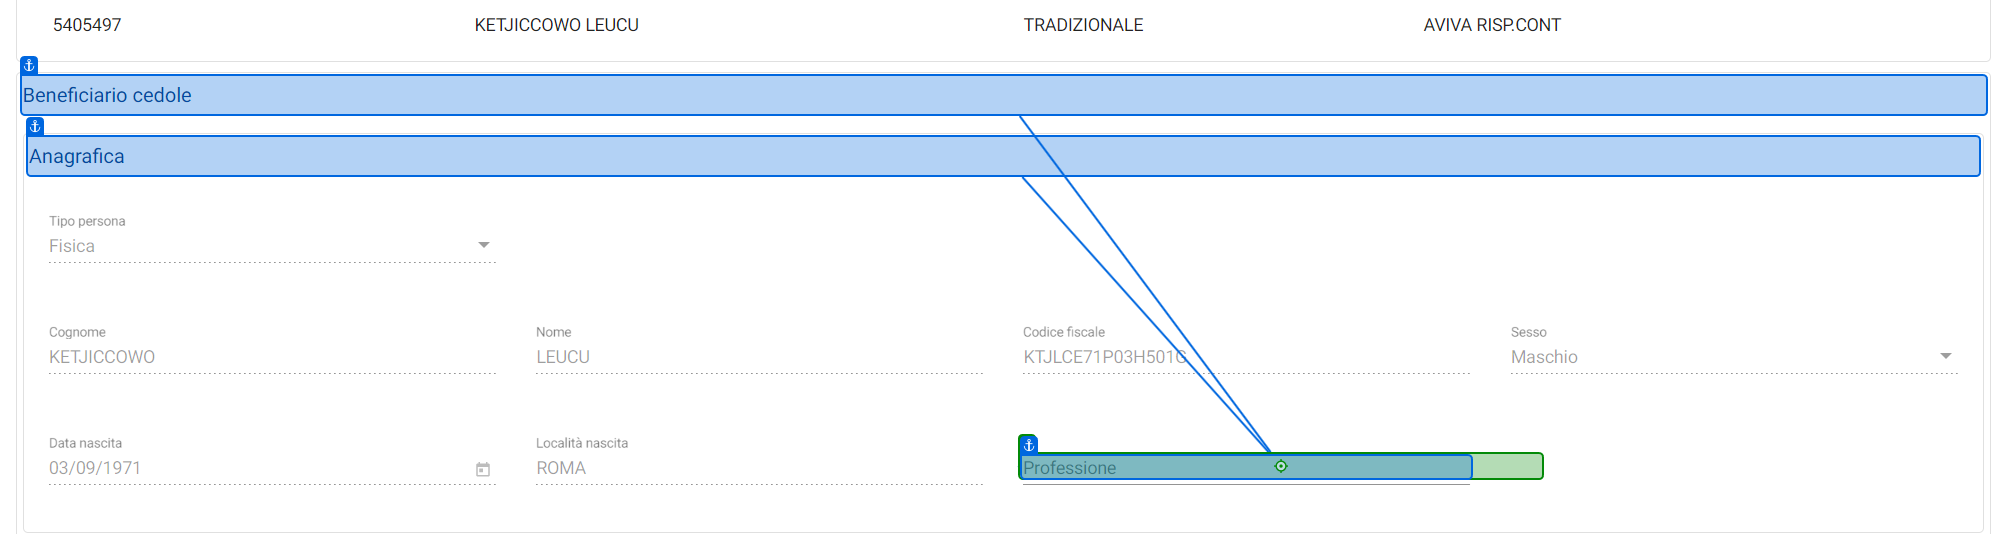 5405497 KETJICCOWO LEUCU TRADIZIONALE AVIVA RISP.CONT
Beneficiario cedole
Anagrafica
Tipo persona
Fisica
Cognome Nome Codice fiscale Sesso
KETJICCOWO LEUCU KTJLCE71P03H501G Maschio
Data nascita Località nascita
03/09/1971 ROMA Professione